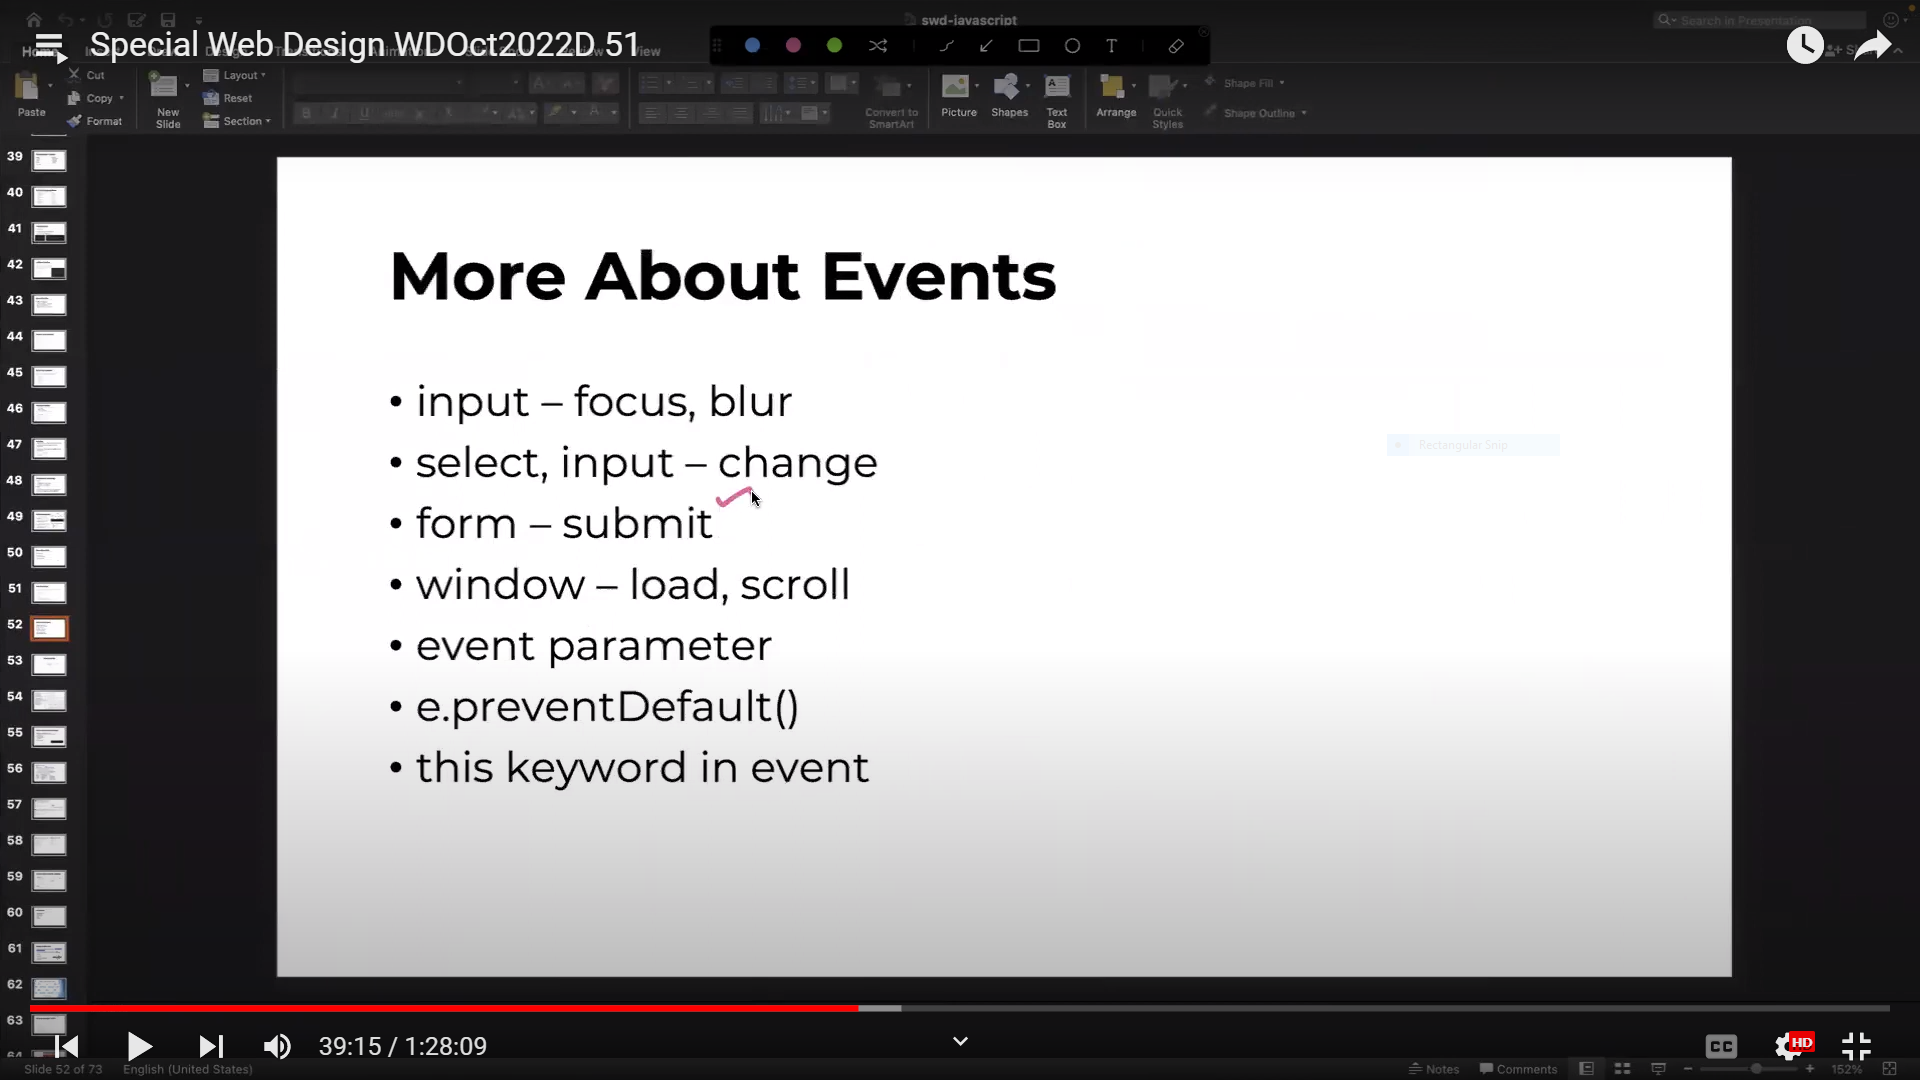 swd-javascript
Search in Presentation
Special Web Design WDOct2022D 51
View
T
Cut
Copy
Format
Paste
New Slide
Layout
Reset
Section
Convert to SmartArt
Picture
Shapes
Text Box
Arrange
Quick Styles
Shape Fill
Shape Outline
39
40
41
42
43
44
45
46
47
48
49
50
51
52
53
54
55
56
57
58
59
60
61
62
63
64
More About Events
• input – focus, blur
• select, input – change
• form – submit
• window – load, scroll
• event parameter
• e.preventDefault()
• this keyword in event
Rectangular Snip
39:15 / 1:28:09
CC
HD
Slide 52 of 73
English (United States)
Notes
Comments
152%